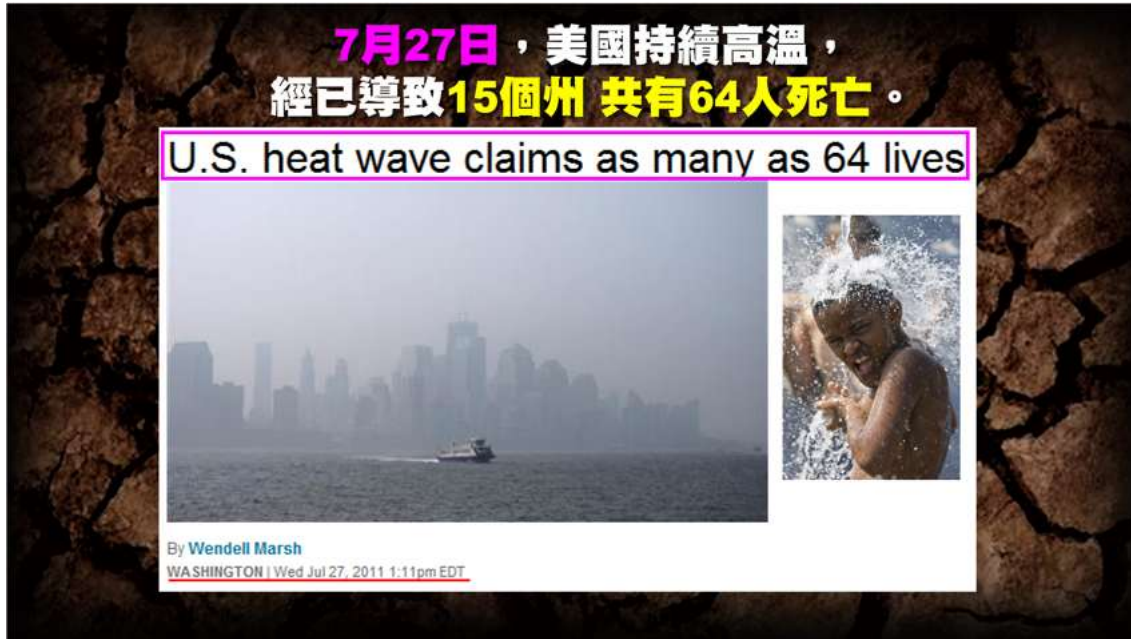 7月27日，美國持續高溫，
經已導致15個州 共有64人死亡。
U.S. heat wave claims as many as 64 lives
By Wendell Marsh
WASHINGTON | Wed Jul 27, 2011 1:11pm EDT